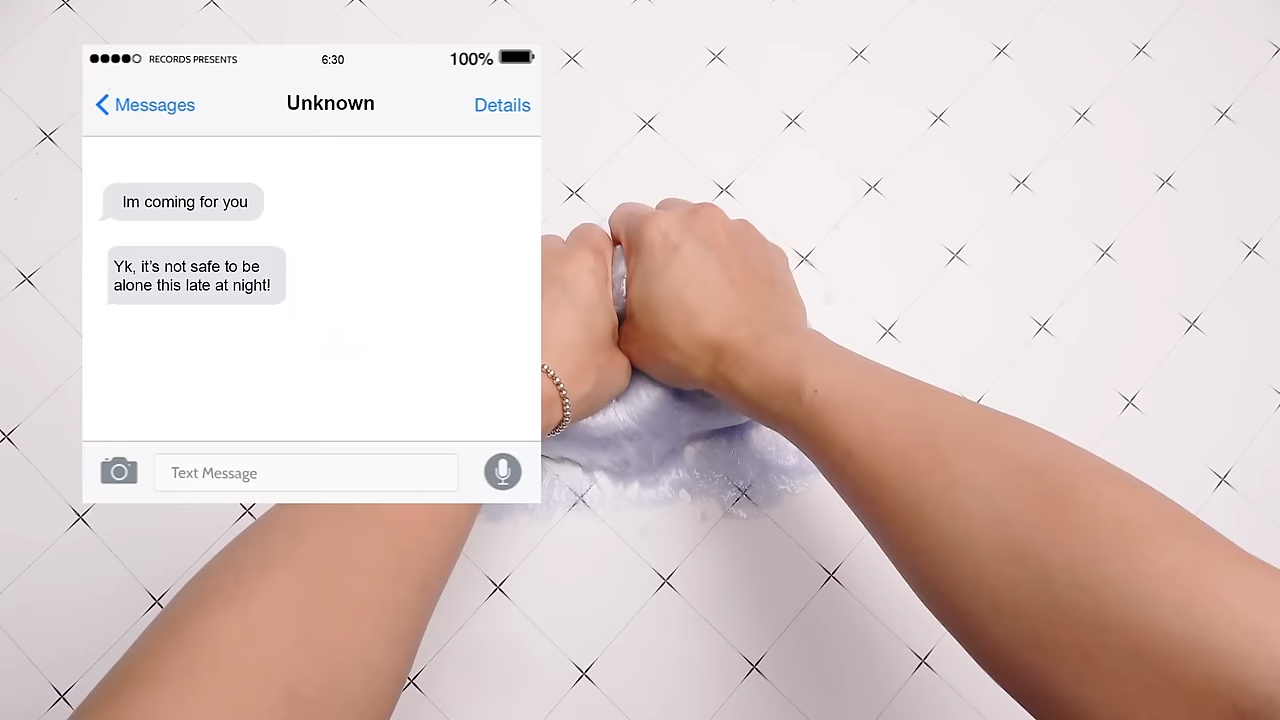 RECORDS PRESENTS 6:30 100%
Messages Unknown Details
Im coming for you
Yk, it's not safe to be
alone this late at night!
Text Message